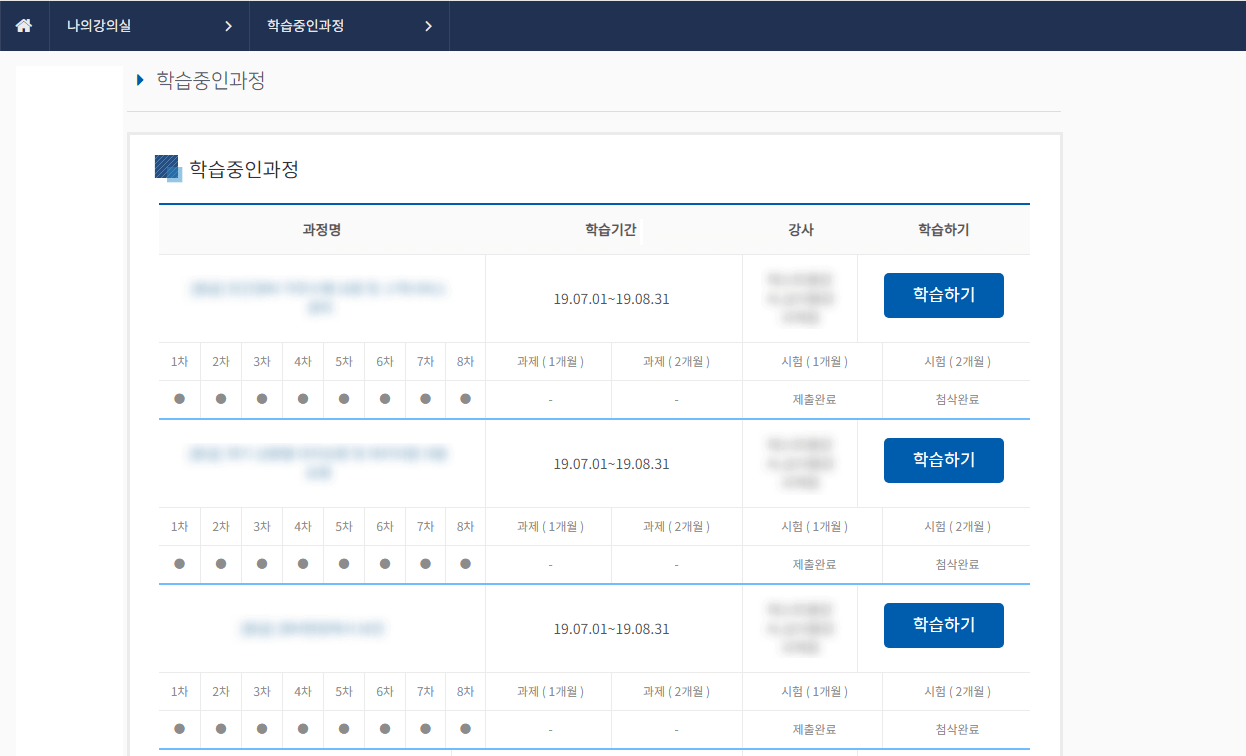 나의강의실 학습중인과정
학습중인과정
학습중인과정
과정명 학습기간 강사 학습하기
19.07.01~19.08.31 학습하기
1차 2차 3차 4차 5차 6차 7차 8차 과제 ( 1개월 ) 과제 ( 2개월 ) 시험 ( 1개월 ) 시험 ( 2개월 )
● ● ● ● ● ● ● ● - - 제출완료 첨삭완료
19.07.01~19.08.31 학습하기
1차 2차 3차 4차 5차 6차 7차 8차 과제 ( 1개월 ) 과제 ( 2개월 ) 시험 ( 1개월 ) 시험 ( 2개월 )
● ● ● ● ● ● ● ● - - 제출완료 첨삭완료
19.07.01~19.08.31 학습하기
1차 2차 3차 4차 5차 6차 7차 8차 과제 ( 1개월 ) 과제 ( 2개월 ) 시험 ( 1개월 ) 시험 ( 2개월 )
● ● ● ● ● ● ● ● - - 제출완료 첨삭완료